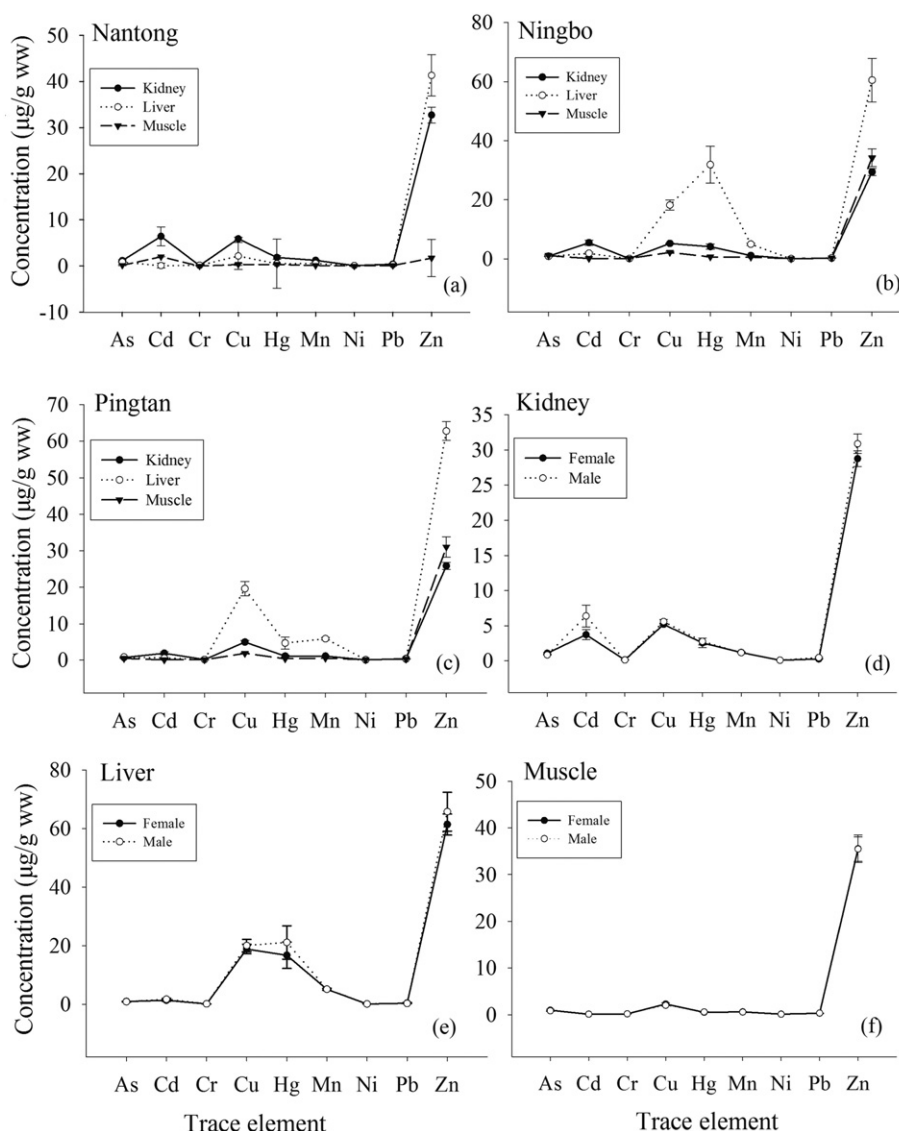 Nantong
Kidney
Liver
Muscle
50
40
30
20
10
0
-10
Concentration (µg/g ww)
As Cd Cr Cu Hg Mn Ni Pb Zn
(a)
Ningbo
Kidney
Liver
Muscle
80
60
40
20
0
As Cd Cr Cu Hg Mn Ni Pb Zn
(b)
Pingtan
Kidney
Liver
Muscle
70
60
50
40
30
20
10
0
Concentration (µg/g ww)
As Cd Cr Cu Hg Mn Ni Pb Zn
(c)
Kidney
Female
Male
35
30
25
20
15
10
5
0
As Cd Cr Cu Hg Mn Ni Pb Zn
(d)
Liver
Female
Male
80
60
40
20
0
Concentration (µg/g ww)
As Cd Cr Cu Hg Mn Ni Pb Zn
(e)
Trace element
Muscle
Female
Male
50
40
30
20
10
0
As Cd Cr Cu Hg Mn Ni Pb Zn
(f)
Trace element